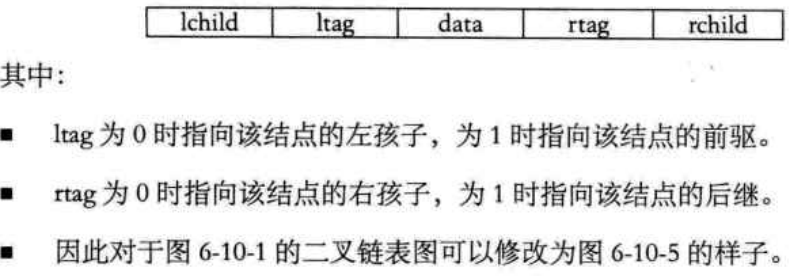 lchild ltag data rtag rchild
其中：
■ ltag 为 0 时指向该结点的左孩子，为 1 时指向该结点的前驱。
■ rtag 为 0 时指向该结点的右孩子，为 1 时指向该结点的后继。
■ 因此对于图 6-10-1 的二叉链表图可以修改为图 6-10-5 的样子。